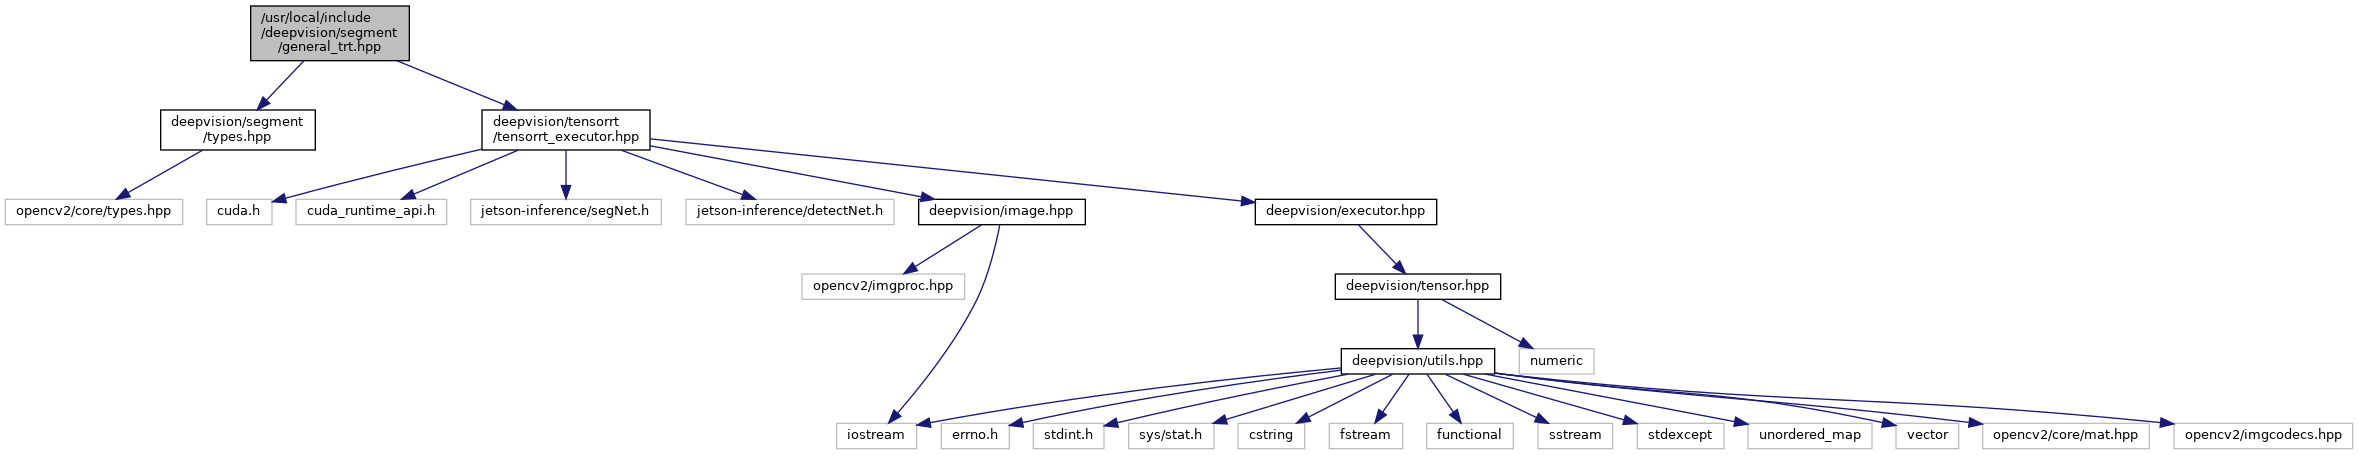 /usr/local/include
/deepvision/segment
/general_trt.hpp
deepvision/segment
/types.hpp
deepvision/tensorrt
/tensorrt_executor.hpp
opencv2/core/types.hpp
cuda.h
cuda_runtime_api.h
jetson-inference/segNet.h
jetson-inference/detectNet.h
deepvision/image.hpp
deepvision/executor.hpp
opencv2/imgproc.hpp
deepvision/tensor.hpp
deepvision/utils.hpp
numeric
iostream
errno.h
stdint.h
sys/stat.h
cstring
fstream
functional
sstream
stdexcept
unordered_map
vector
opencv2/core/mat.hpp
opencv2/imgcodecs.hpp